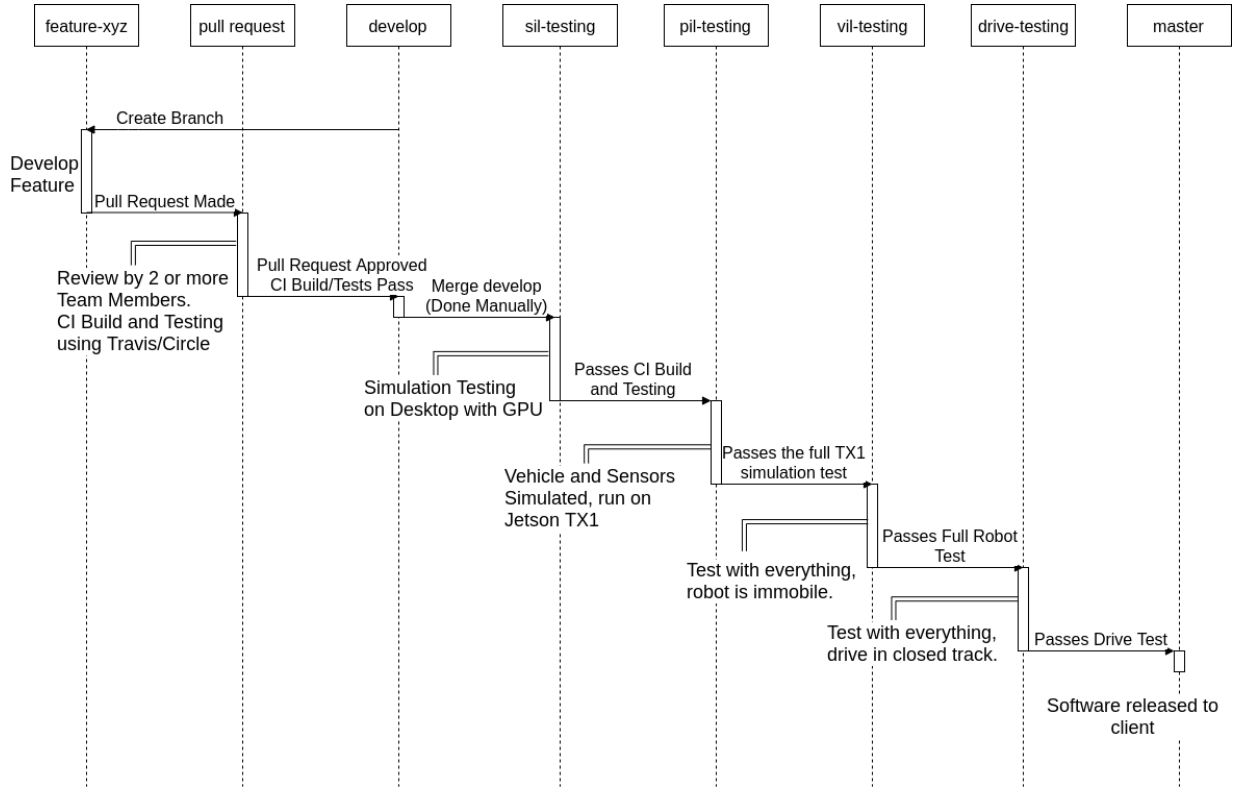 feature-xyz
pull request
develop
sil-testing
pil-testing
vil-testing
drive-testing
master
Create Branch
Develop
Feature
Pull Request Made
Review by 2 or more
Team Members.
CI Build and Testing
using Travis/Circle
Pull Request Approved
CI Build/Tests Pass
Merge develop
(Done Manually)
Simulation Testing
on Desktop with GPU
Passes CI Build
and Testing
Vehicle and Sensors
Simulated, run on
Jetson TX1
Passes the full TX1
simulation test
Test with everything,
robot is immobile.
Passes Full Robot
Test
Test with everything,
drive in closed track.
Passes Drive Test
Software released to
client